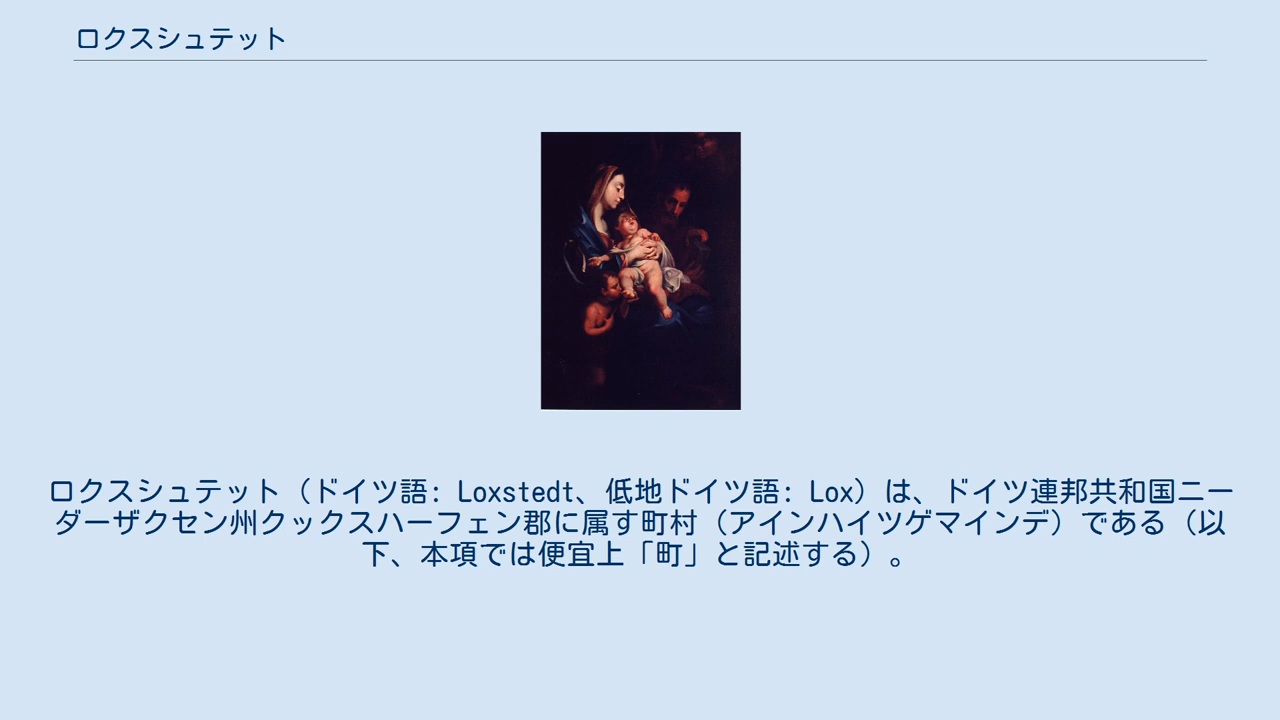 ロクスシュテット
ロクスシュテット（ドイツ語: Loxstedt、低地ドイツ語: Lox）は、ドイツ連邦共和国ニー
ダーザクセン州クックスハーフェン郡に属す町村（アインハイツゲマインデ）である（以
下、本項では便宜上「町」と記述する）。